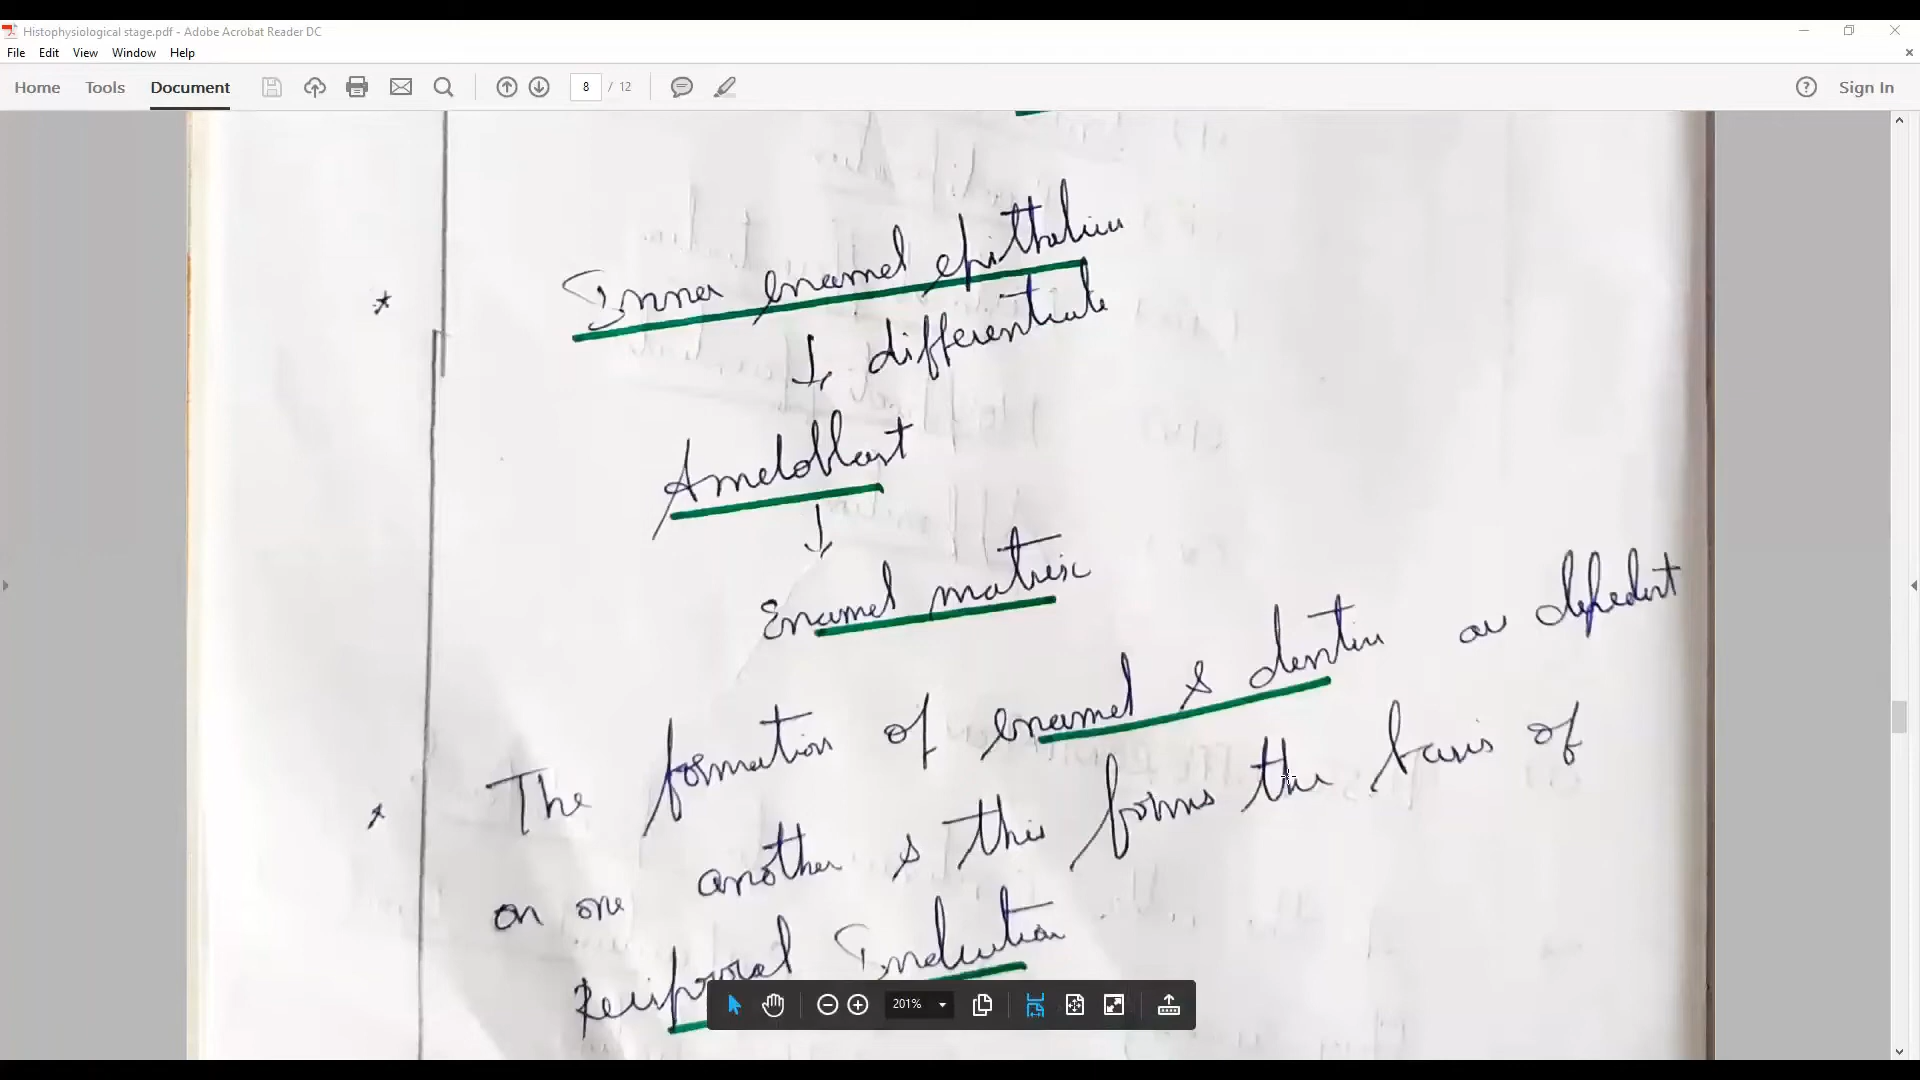 Histophysiological stage.pdf - Adobe Acrobat Reader DC
File Edit View Window Help
Home Tools Document 8 / 12 Sign In
* Inner enamel epithelium
↓ differentiate
Ameloblast
↓
Enamel matrix
* The formation of enamel & dentin are depedent
on one another & this forms the basis of
Reciprocal Induction
201%